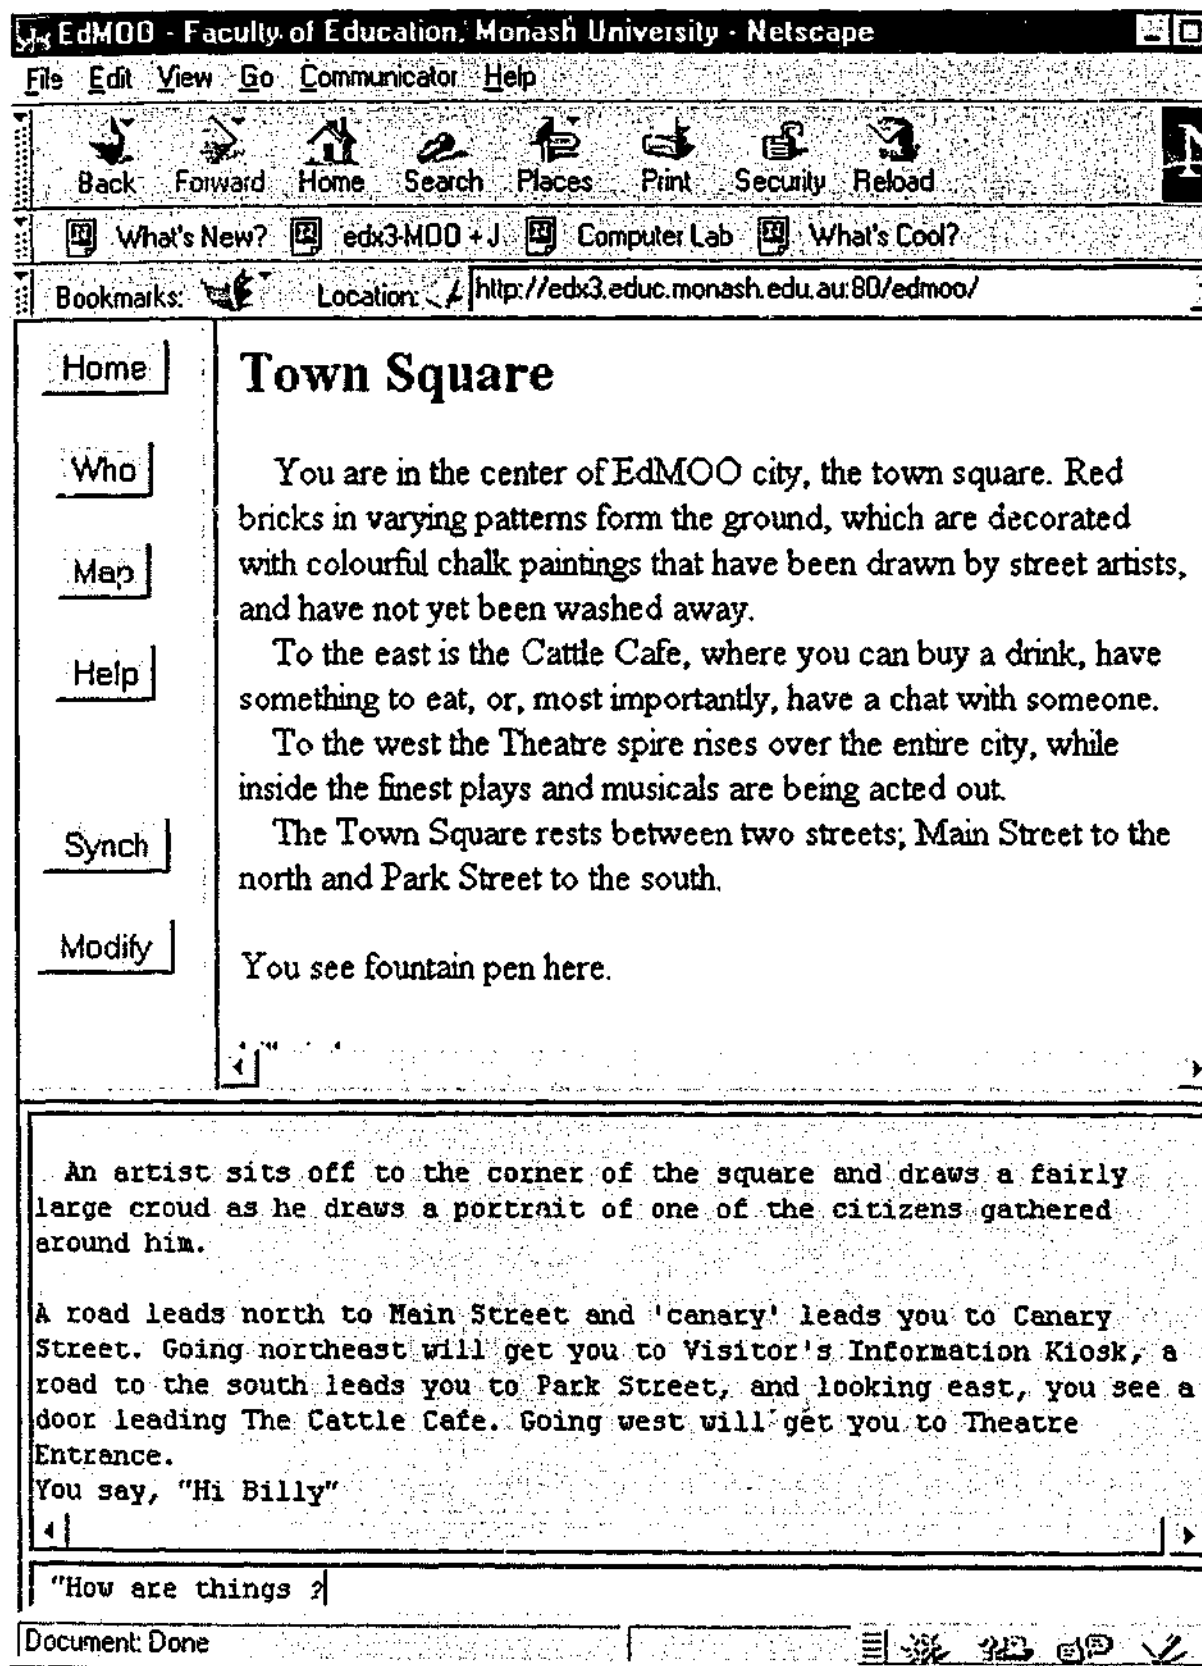 EdMOO - Faculty of Education, Monash University - Netscape
File Edit View Go Communicator Help
Back Forward Home Search Places Print Security Reload
What's New? edx3-MOO + J Computer Lab What's Cool?
Bookmarks: Location: http://edx3.educ.monash.edu.au:80/edmoo/
Home
Who
Map
Help
Synch
Modify
Town Square
You are in the center of EdMOO city, the town square. Red
bricks in varying patterns form the ground, which are decorated
with colourful chalk paintings that have been drawn by street artists,
and have not yet been washed away.
To the east is the Cattle Cafe, where you can buy a drink, have
something to eat, or, most importantly, have a chat with someone.
To the west the Theatre spire rises over the entire city, while
inside the finest plays and musicals are being acted out.
The Town Square rests between two streets; Main Street to the
north and Park Street to the south.
You see fountain pen here.
An artist sits off to the corner of the square and draws a fairly
large croud as he draws a portrait of one of the citizens gathered
around him.
A road leads north to Main Street and 'canary' leads you to Canary
Street. Going northeast will get you to Visitor's Information Kiosk, a
road to the south leads you to Park Street, and looking east, you see a
door leading The Cattle Cafe. Going west will get you to Theatre
Entrance.
You say, "Hi Billy"
"How are things ?
Document: Done